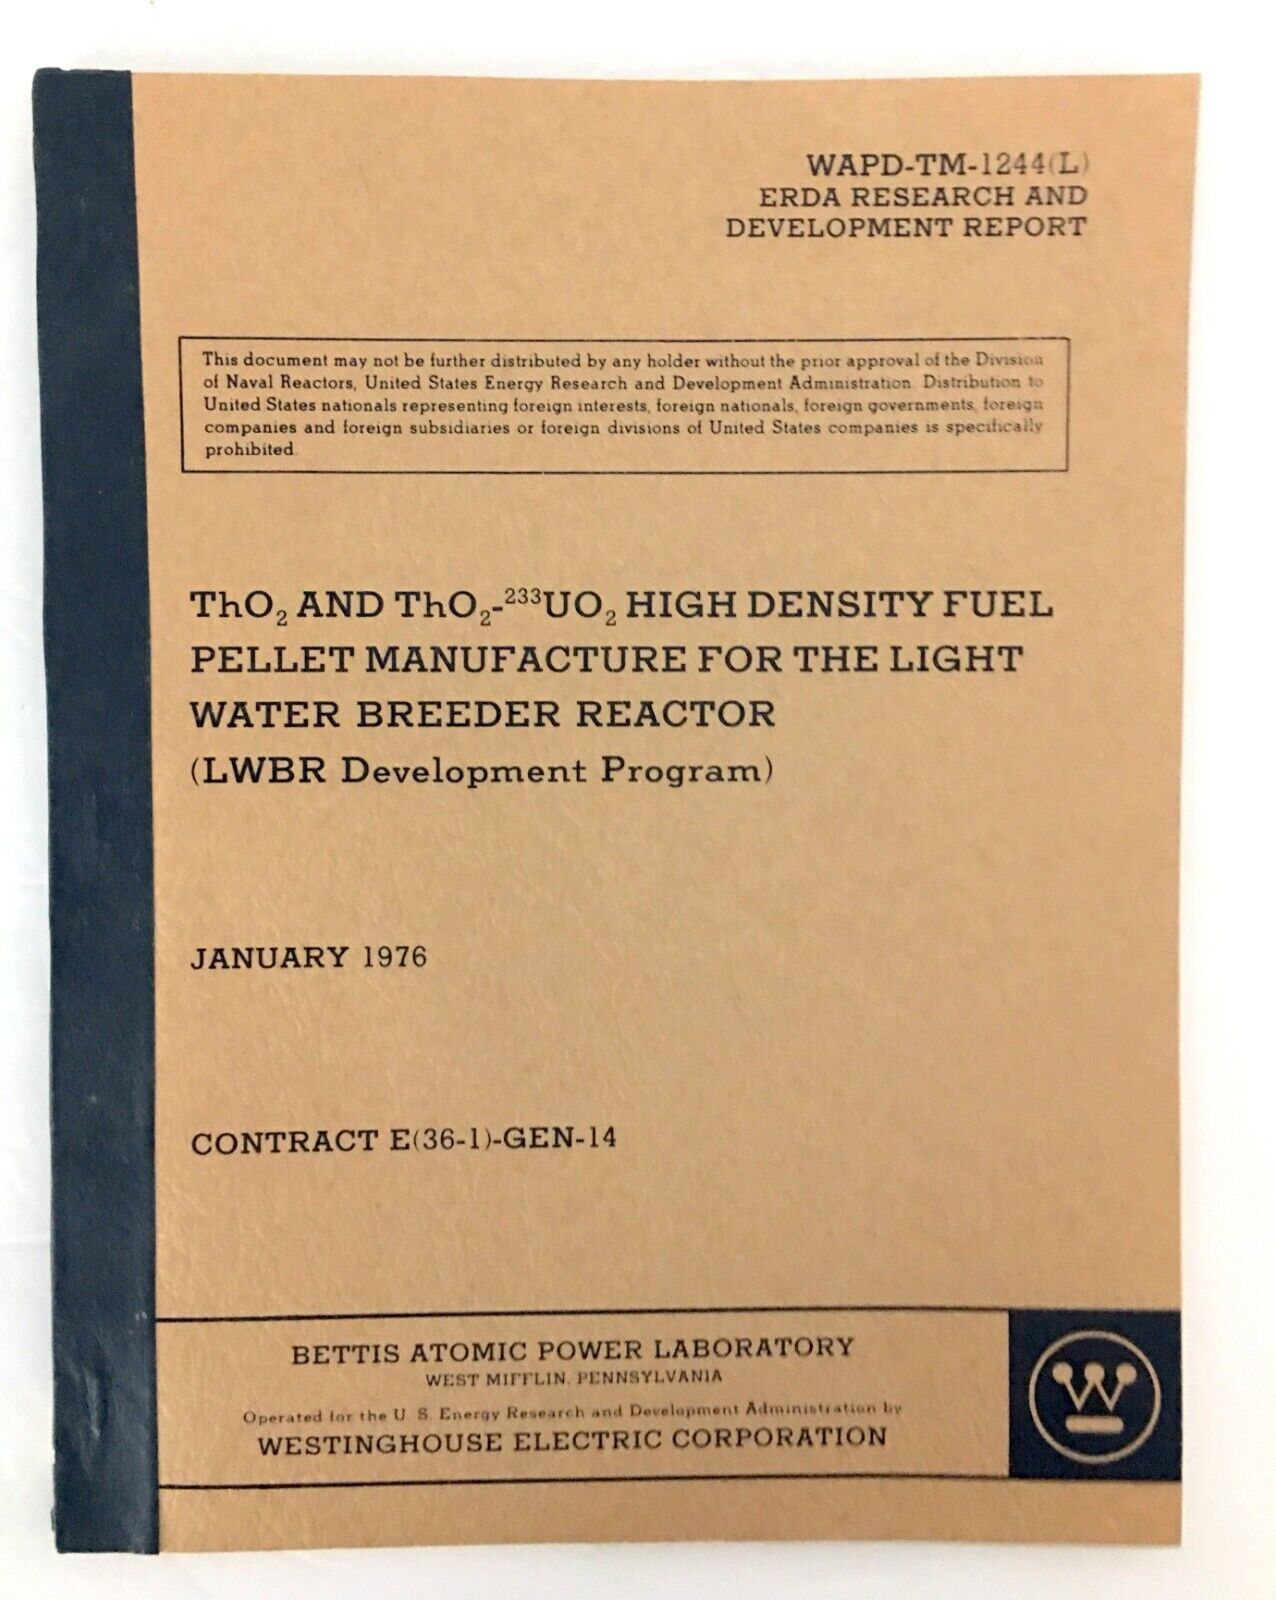 WAPD-TM-1244(L)
ERDA RESEARCH AND
DEVELOPMENT REPORT
This document may not be further distributed by any holder without the prior approval of the Division
of Naval Reactors, United States Energy Research and Development Administration. Distribution to
United States nationals representing foreign interests, foreign nationals, foreign governments, foreign
companies and foreign subsidiaries or foreign divisions of United States companies is specifically
prohibited.
ThO₂ AND ThO₂-²³³UO₂ HIGH DENSITY FUEL
PELLET MANUFACTURE FOR THE LIGHT
WATER BREEDER REACTOR
(LWBR Development Program)
JANUARY 1976
CONTRACT E(36-1)-GEN-14
BETTIS ATOMIC POWER LABORATORY
WEST MIFFLIN, PENNSYLVANIA
Operated for the U. S. Energy Research and Development Administration by
WESTINGHOUSE ELECTRIC CORPORATION
W